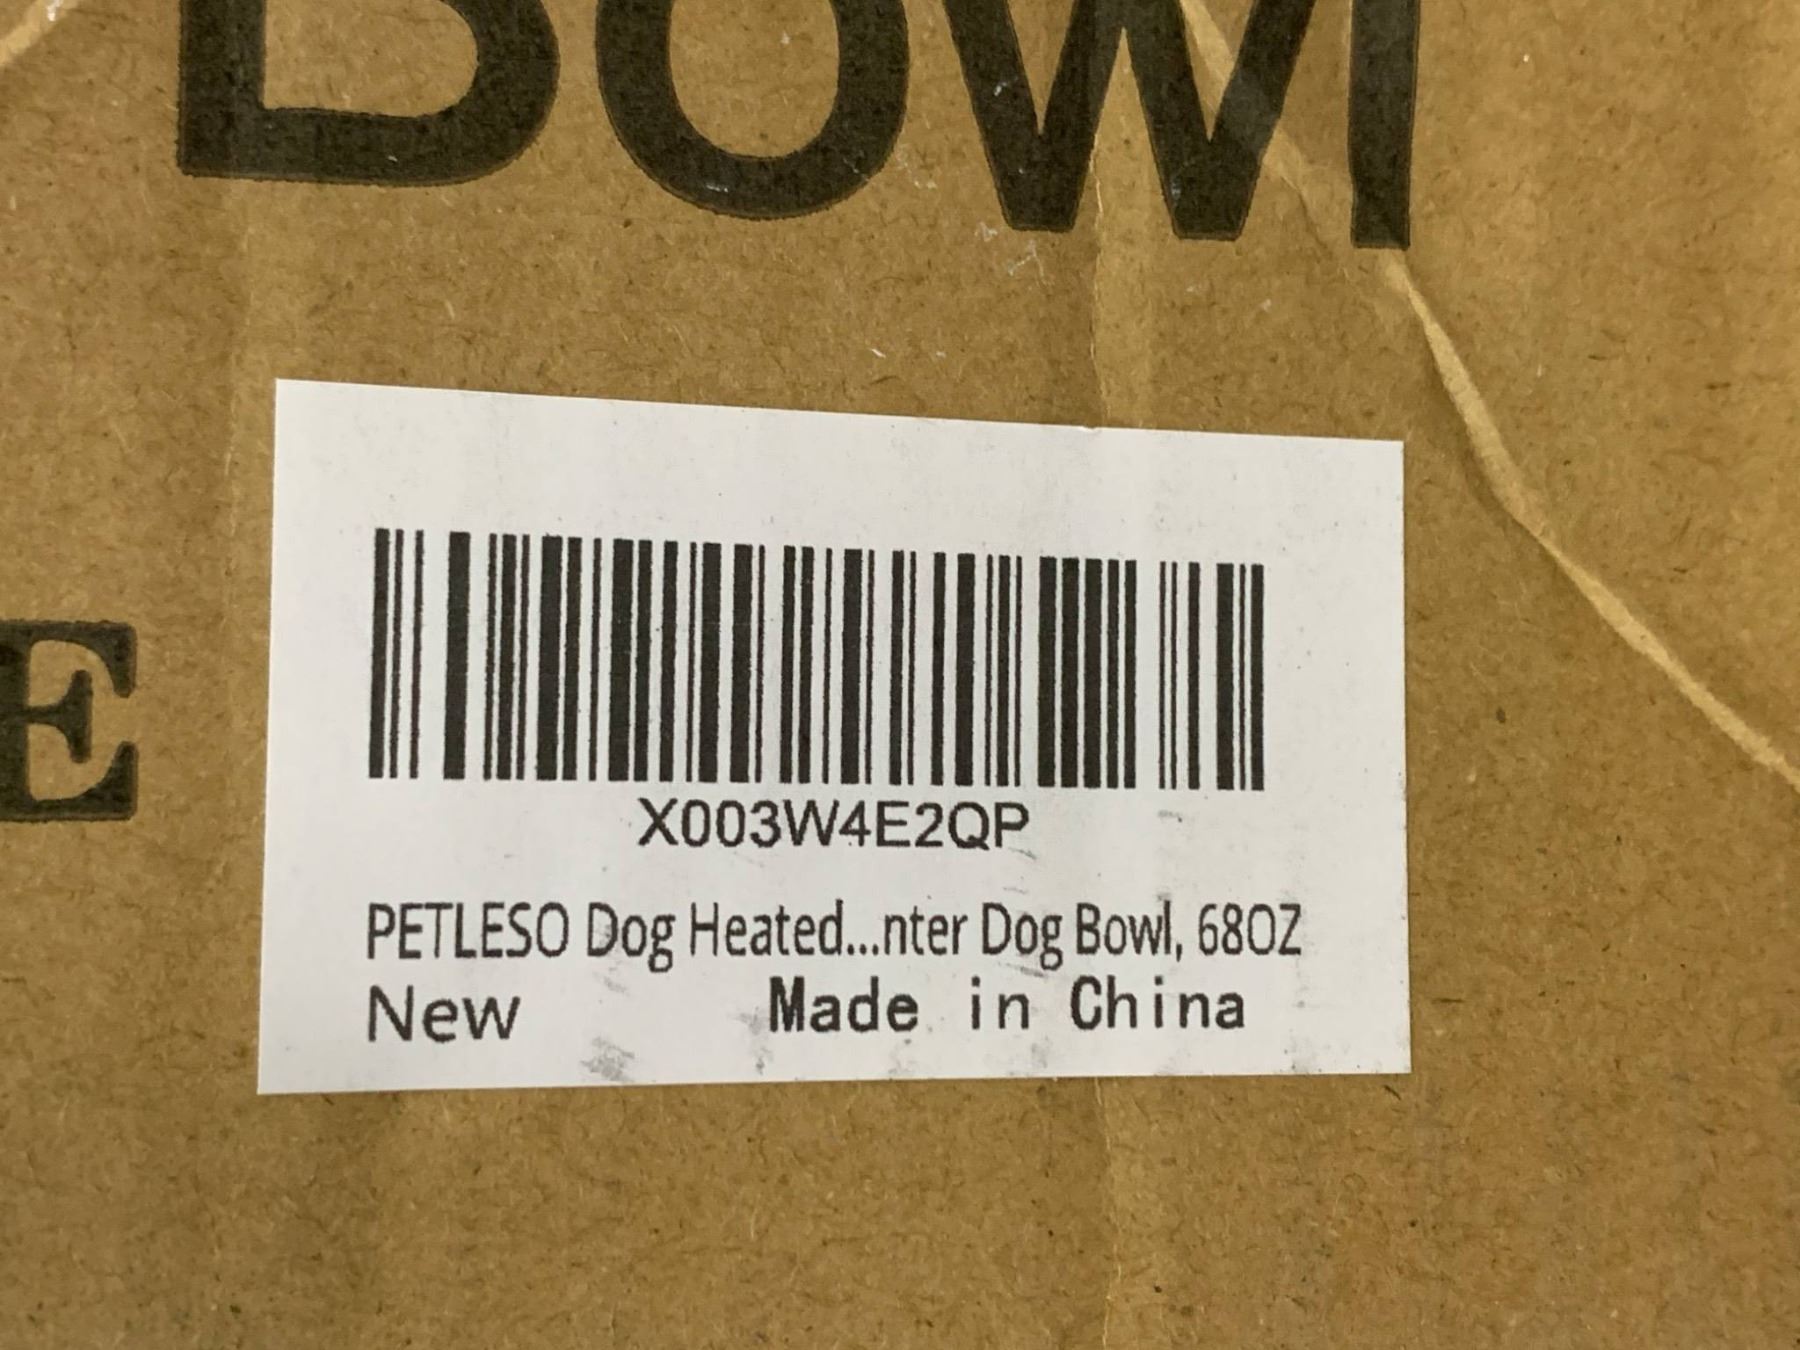 Bowl
E
X003W4E2QP
PETLESO Dog Heated...nter Dog Bowl, 68OZ
New Made in China